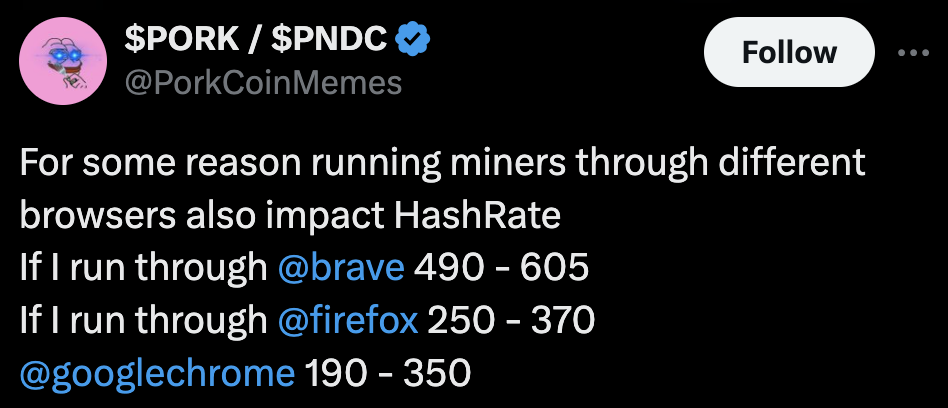 $PORK / $PNDC
@PorkCoinMemes
Follow
For some reason running miners through different
browsers also impact HashRate
If I run through @brave 490 - 605
If I run through @firefox 250 - 370
@googlechrome 190 - 350